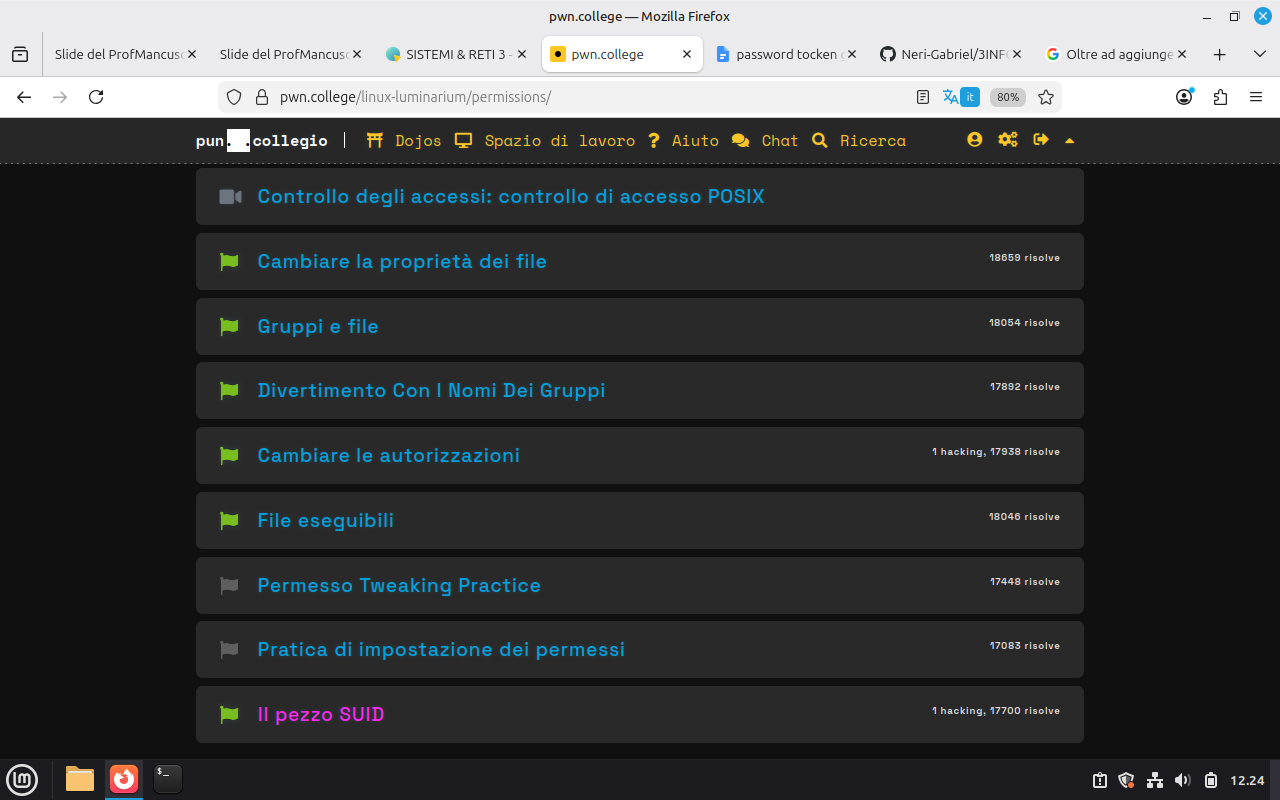 pwn.college — Mozilla Firefox
Slide del ProfMancus
Slide del ProfMancus
SISTEMI & RETI 3 -
pwn.college
password tocken
Neri-Gabriel/3INF
Oltre ad aggiunge
pwn.college/linux-luminarium/permissions/
it
80%
pun. .collegio
Dojos
Spazio di lavoro
Aiuto
Chat
Ricerca
Controllo degli accessi: controllo di accesso POSIX
Cambiare la proprietà dei file
18659 risolve
Gruppi e file
18054 risolve
Divertimento Con I Nomi Dei Gruppi
17892 risolve
Cambiare le autorizzazioni
1 hacking, 17938 risolve
File eseguibili
18046 risolve
Permesso Tweaking Practice
17448 risolve
Pratica di impostazione dei permessi
17083 risolve
Il pezzo SUID
1 hacking, 17700 risolve
$_
12.24